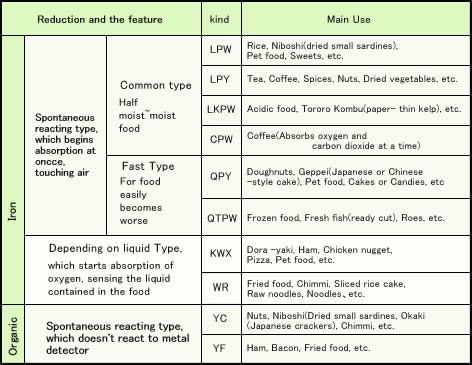 Reduction and the feature
kind
Main Use
Iron
Spontaneous
reacting type,
which begins
absorption at
oncce,
touching air
Common type
Half
moist~moist
food
LPW
Rice, Niboshi(dried small sardines),
Pet food, Sweets, etc.
LPY
Tea, Coffee, Spices, Nuts, Dried vegetables, etc.
LKPW
Acidic food, Tororo Kombu(paper- thin kelp), etc.
CPW
Coffee(Absorbs oxygen and
carbon dioxide at a time)
Fast Type
For food
easily
becomes
worse
QPY
Doughnuts, Geppei(Japanese or Chinese
-style cake), Pet food, Cakes or Candies, etc
QTPW
Frozen food, Fresh fish(ready cut), Roes, etc.
Depending on liquid Type,
which starts absorption of
oxygen, sensing the liquid
contained in the food
KWX
Dora -yaki, Ham, Chicken nugget,
Pizza, Pet food, etc.
WR
Fried food, Chimmi, Sliced rice cake,
Raw noodles, Noodles、etc.
Organic
Spontaneous reacting type,
which doesn't react to metal
detector
YC
Nuts, Niboshi(Dried small sardines, Okaki
(Japanese crackers), Chimmi, etc.
YF
Ham, Bacon, Fried food, etc.